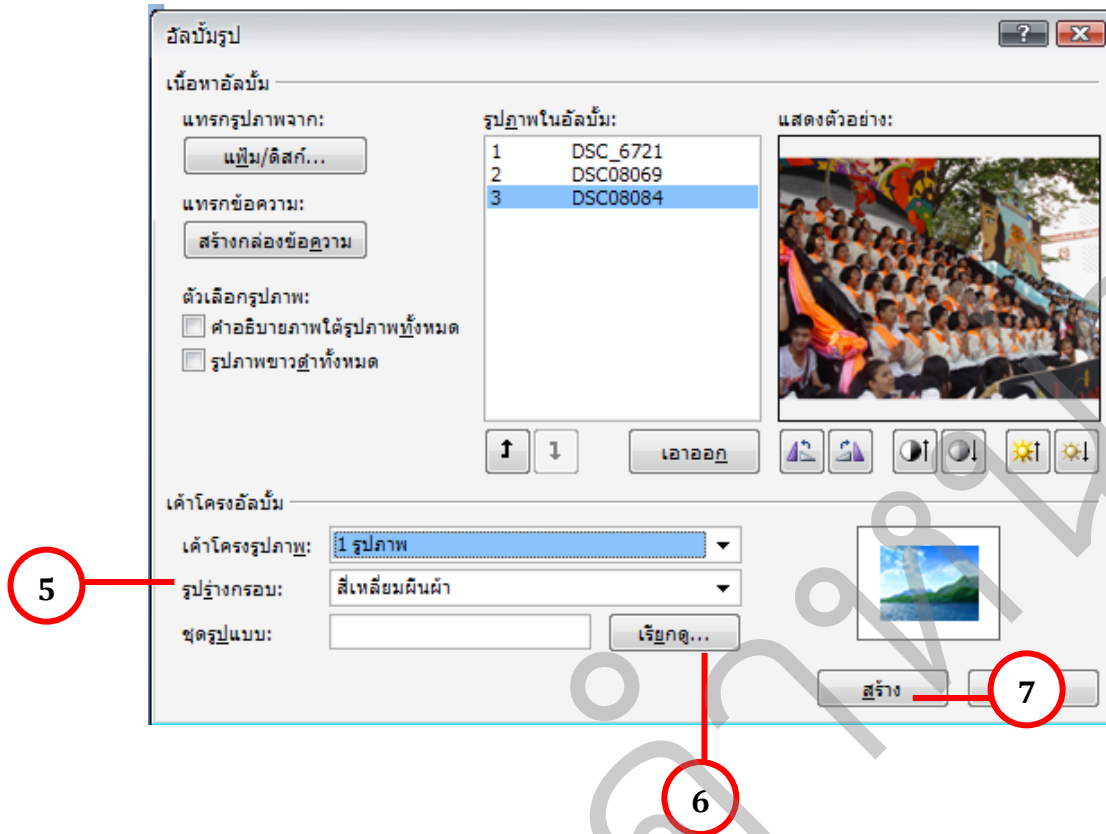 อัลบั้มรูป
เนื้อหาอัลบั้ม
แทรกรูปภาพจาก:
แฟ้ม/ดิสก์...
แทรกข้อความ:
สร้างกล่องข้อความ
ตัวเลือกรูปภาพ:
คำอธิบายภาพใต้รูปภาพทั้งหมด
รูปภาพขาวดำทั้งหมด
รูปภาพในอัลบั้ม:
1 DSC_6721
2 DSC08069
3 DSC08084
เอาออก
แสดงตัวอย่าง:
เค้าโครงอัลบั้ม
เค้าโครงรูปภาพ: 1 รูปภาพ
5
รูปร่างกรอบ: สี่เหลี่ยมผืนผ้า
ชุดรูปแบบ: เรียกดู...
สร้าง
7
6